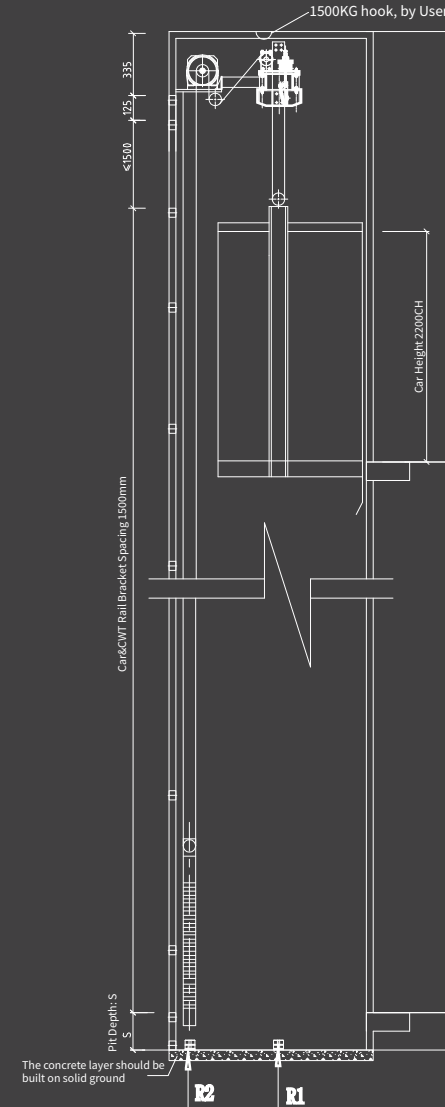 1500KG hook, by User
335
125
≤1500
Car Height 2200CH
Car&CWT Rail Bracket Spacing 1500mm
Pit Depth: S
S
The concrete layer should be
built on solid ground
R2
R1